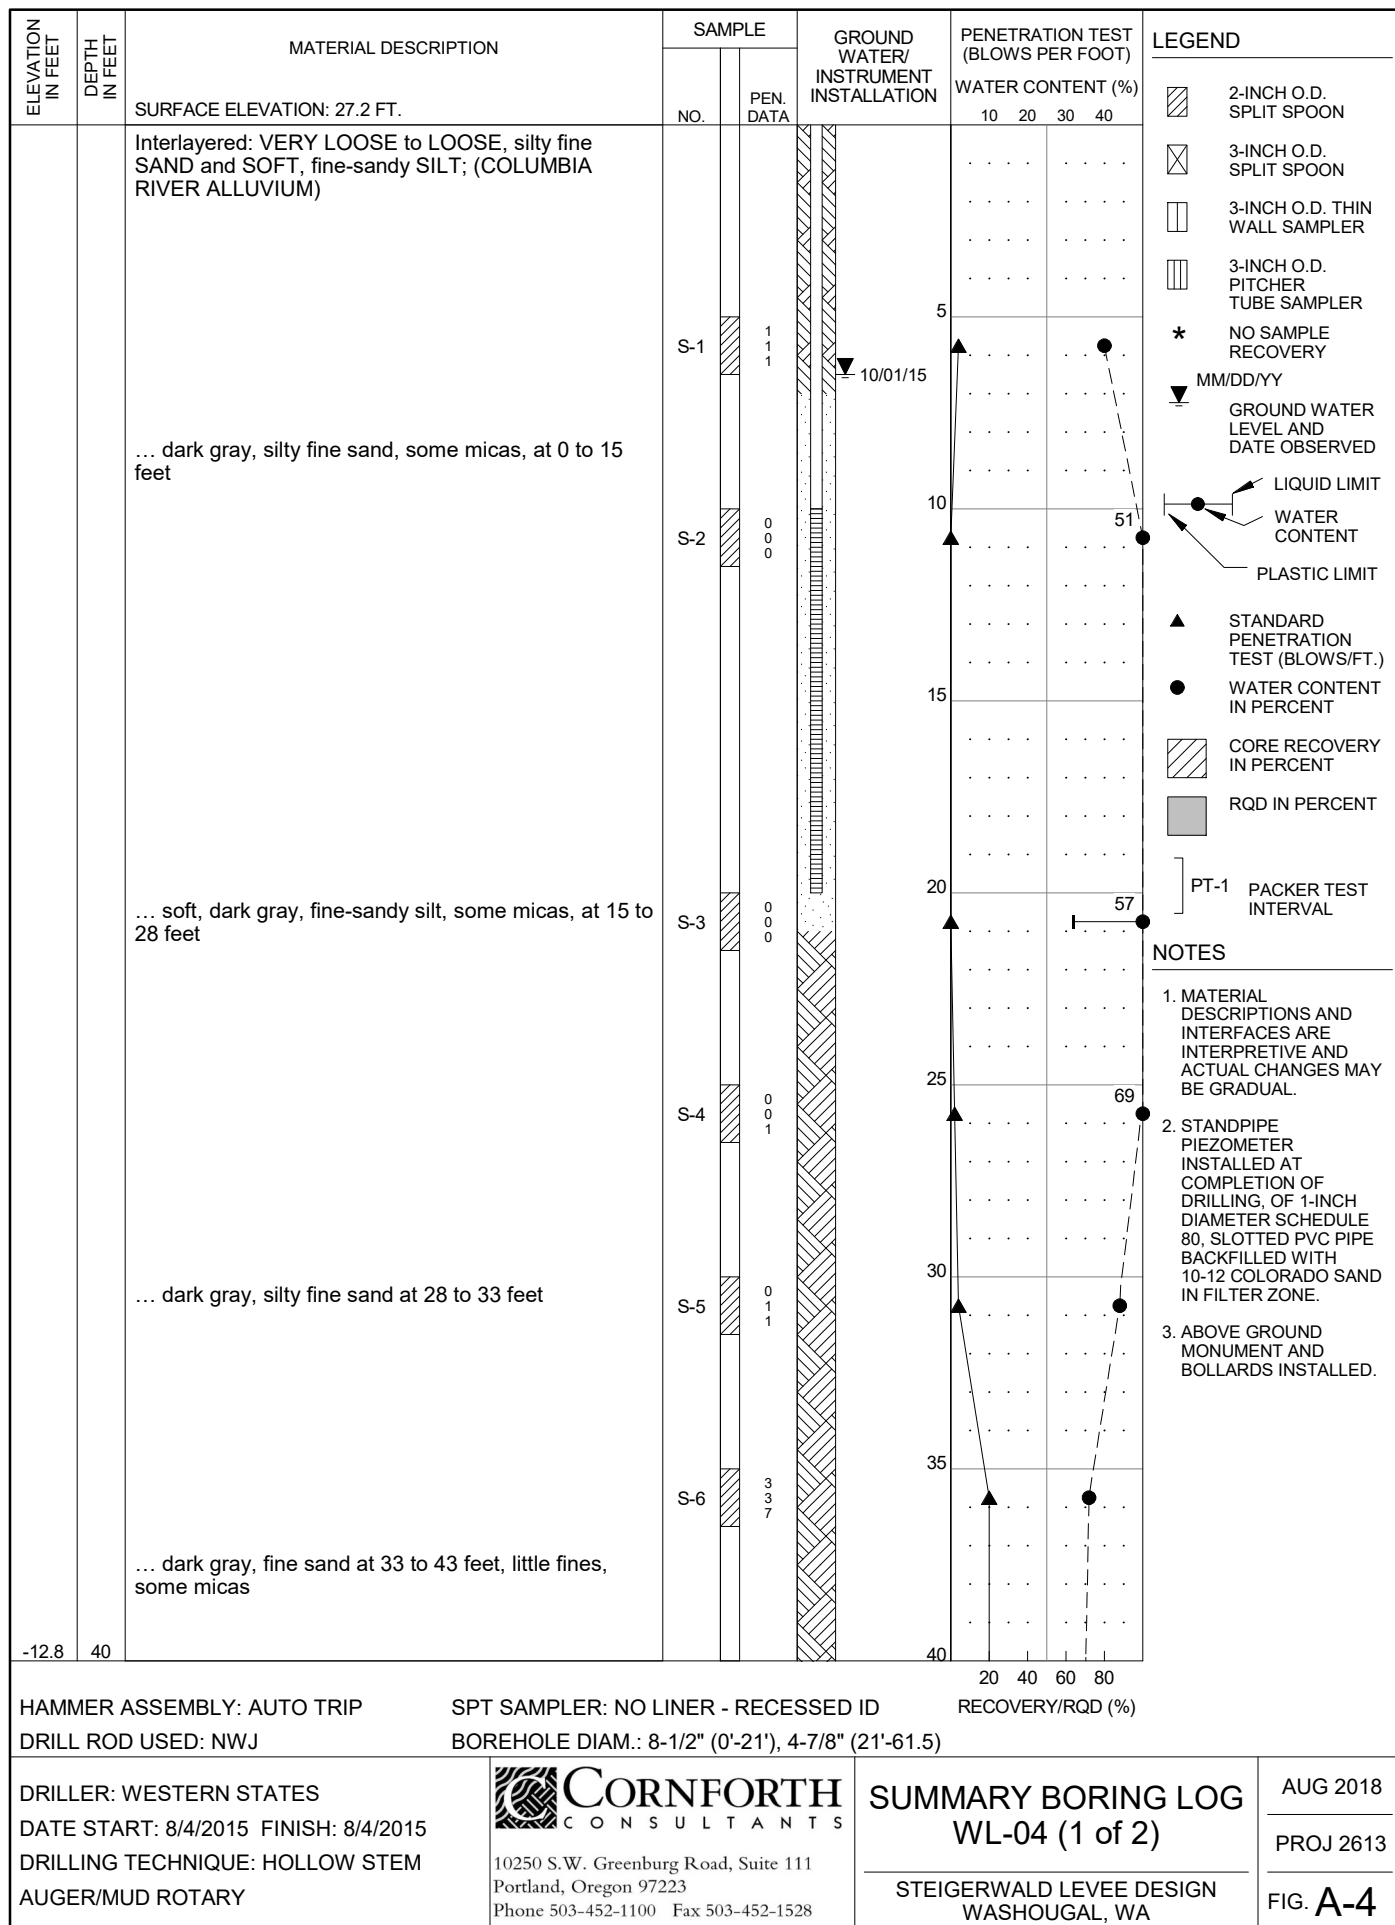 ELEVATION
IN FEET
DEPTH
IN FEET
MATERIAL DESCRIPTION
SURFACE ELEVATION: 27.2 FT.
SAMPLE
NO.
PEN.
DATA
GROUND
WATER/
INSTRUMENT
INSTALLATION
PENETRATION TEST
(BLOWS PER FOOT)
WATER CONTENT (%)
10 20 30 40
Interlayered: VERY LOOSE to LOOSE, silty fine
SAND and SOFT, fine-sandy SILT; (COLUMBIA
RIVER ALLUVIUM)
5
S-1
1
1
1
10/01/15
… dark gray, silty fine sand, some micas, at 0 to 15
feet
10
S-2
0
0
0
51
15
20
… soft, dark gray, fine-sandy silt, some micas, at 15 to
28 feet
S-3
0
0
0
57
25
S-4
0
0
1
69
30
… dark gray, silty fine sand at 28 to 33 feet
S-5
0
1
1
35
S-6
3
3
7
… dark gray, fine sand at 33 to 43 feet, little fines,
some micas
-12.8 40
40
20 40 60 80
RECOVERY/RQD (%)
LEGEND
2-INCH O.D.
SPLIT SPOON
3-INCH O.D.
SPLIT SPOON
3-INCH O.D. THIN
WALL SAMPLER
3-INCH O.D.
PITCHER
TUBE SAMPLER
* NO SAMPLE
RECOVERY
MM/DD/YY
GROUND WATER
LEVEL AND
DATE OBSERVED
LIQUID LIMIT
WATER
CONTENT
PLASTIC LIMIT
STANDARD
PENETRATION
TEST (BLOWS/FT.)
WATER CONTENT
IN PERCENT
CORE RECOVERY
IN PERCENT
RQD IN PERCENT
PT-1 PACKER TEST
INTERVAL
NOTES
1. MATERIAL
DESCRIPTIONS AND
INTERFACES ARE
INTERPRETIVE AND
ACTUAL CHANGES MAY
BE GRADUAL.
2. STANDPIPE
PIEZOMETER
INSTALLED AT
COMPLETION OF
DRILLING, OF 1-INCH
DIAMETER SCHEDULE
80, SLOTTED PVC PIPE
BACKFILLED WITH
10-12 COLORADO SAND
IN FILTER ZONE.
3. ABOVE GROUND
MONUMENT AND
BOLLARDS INSTALLED.
HAMMER ASSEMBLY: AUTO TRIP
SPT SAMPLER: NO LINER - RECESSED ID
DRILL ROD USED: NWJ
BOREHOLE DIAM.: 8-1/2" (0'-21'), 4-7/8" (21'-61.5)
DRILLER: WESTERN STATES
DATE START: 8/4/2015 FINISH: 8/4/2015
DRILLING TECHNIQUE: HOLLOW STEM
AUGER/MUD ROTARY
CORNFORTH
CONSULTANTS
10250 S.W. Greenburg Road, Suite 111
Portland, Oregon 97223
Phone 503-452-1100 Fax 503-452-1528
SUMMARY BORING LOG
WL-04 (1 of 2)
STEIGERWALD LEVEE DESIGN
WASHOUGAL, WA
AUG 2018
PROJ 2613
FIG. A-4